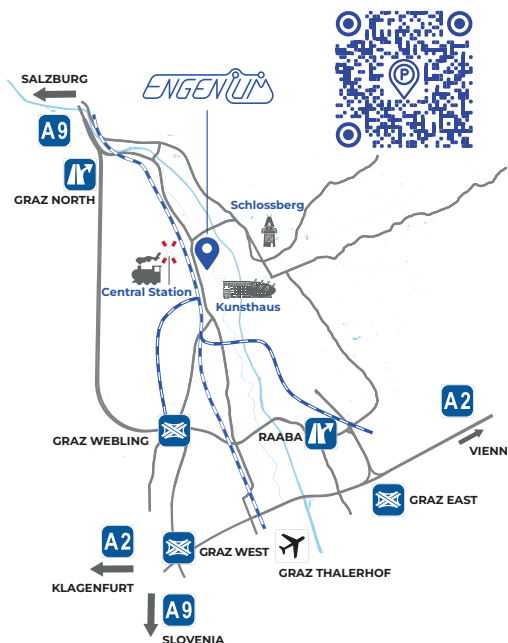 SALZBURG
ENGENIUM
P
A9
GRAZ NORTH
Schlossberg
Central Station
Kunsthaus
A2
GRAZ WEBLING
RAABA
VIENN
GRAZ EAST
A2
GRAZ WEST
GRAZ THALERHOF
KLAGENFURT
A9
SLOVENIA